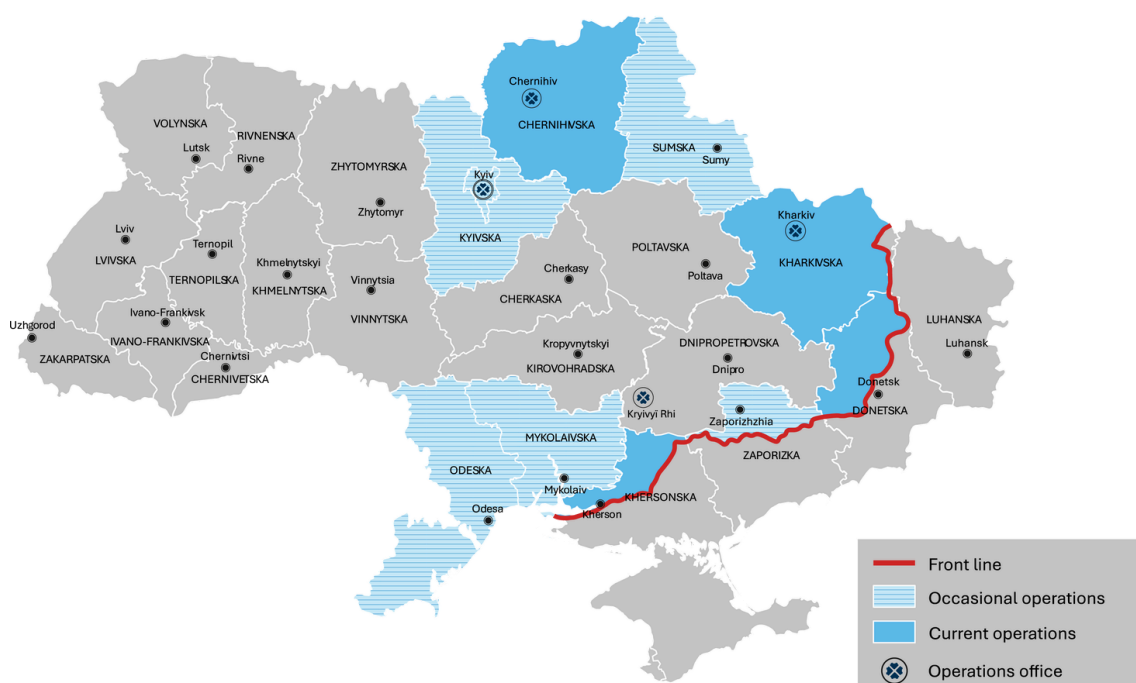 Chernihiv
CHERNIHIVSKA
VOLYNSKA
RIVNENSKA
Lutsk
Rivne
ZHYTOMYRSKA
Zhytomyr
Kyiv
KYIVSKA
SUMSKA
Sumy
Lviv
LVIVSKA
Ternopil
TERNOPILSKA
Khmelnytskyi
KHMELNYTSKA
Vinnytsia
VINNYTSKA
Cherkasy
CHERKASKA
POLTAVSKA
Poltava
Kharkiv
KHARKIVSKA
LUHANSKA
Luhansk
Uzhgorod
ZAKARPATSKA
Ivano-Frankivsk
IVANO-FRANKIVSKA
Chernivtsi
CHERNIVETSKA
Kropyvnytskyi
KIROVOHRADSKA
DNIPROPETROVSKA
Dnipro
Donetsk
DONETSKA
Kryivyï Rhi
Zaporizhzhia
ZAPORIZKA
MYKOLAIVSKA
Mykolaiv
ODESKA
Odesa
KHERSONSKA
Kherson
Front line
Occasional operations
Current operations
Operations office